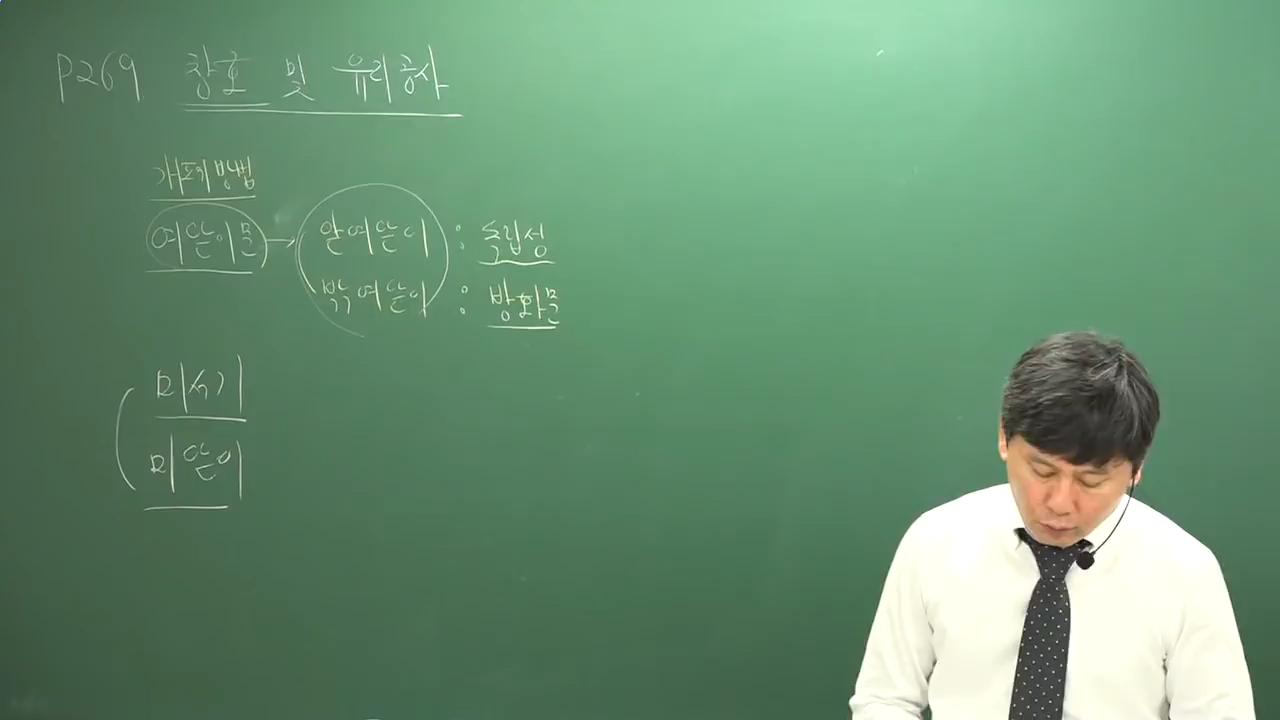 P269 창호 및 유리공사
개폐방법
여닫이문 → 안여닫이 : 독립성
밖여닫이 : 방화문
미서기
미닫이